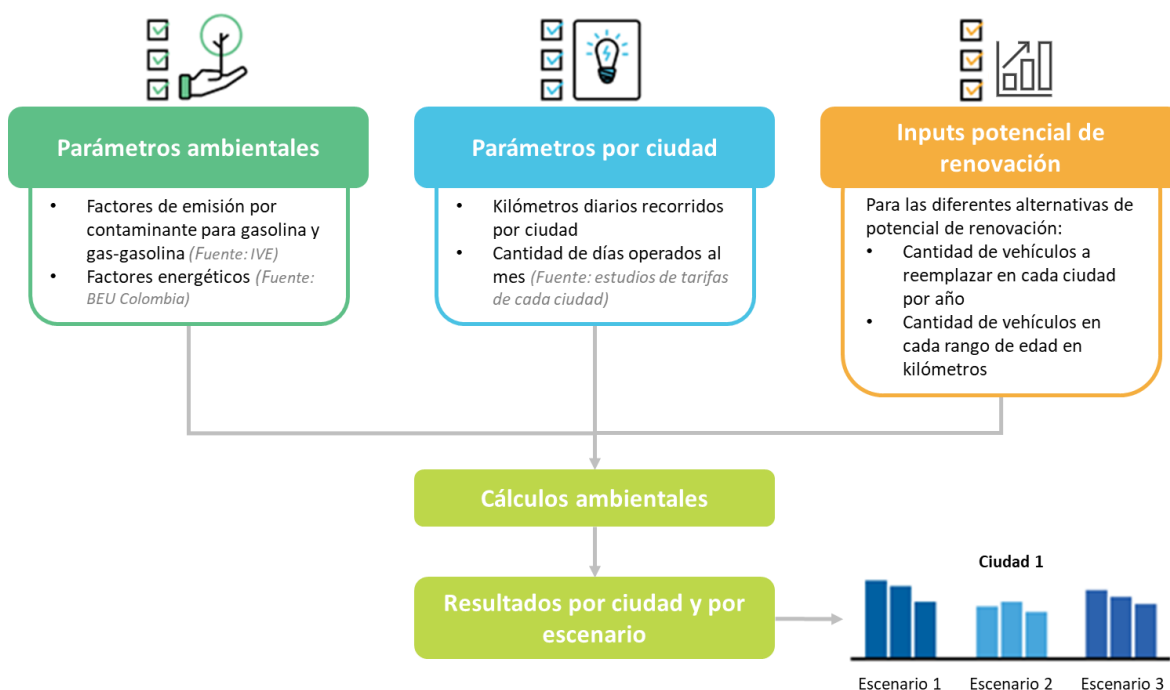 Parámetros ambientales
• Factores de emisión por
contaminante para gasolina y
gas-gasolina (Fuente: IVE)
• Factores energéticos (Fuente:
BEU Colombia)
Parámetros por ciudad
• Kilómetros diarios recorridos
por ciudad
• Cantidad de días operados al
mes (Fuente: estudios de tarifas
de cada ciudad)
Inputs potencial de
renovación
Para las diferentes alternativas de
potencial de renovación:
• Cantidad de vehículos a
reemplazar en cada ciudad
por año
• Cantidad de vehículos en
cada rango de edad en
kilómetros
Cálculos ambientales
Resultados por ciudad y por
escenario
Ciudad 1
Escenario 1
Escenario 2
Escenario 3